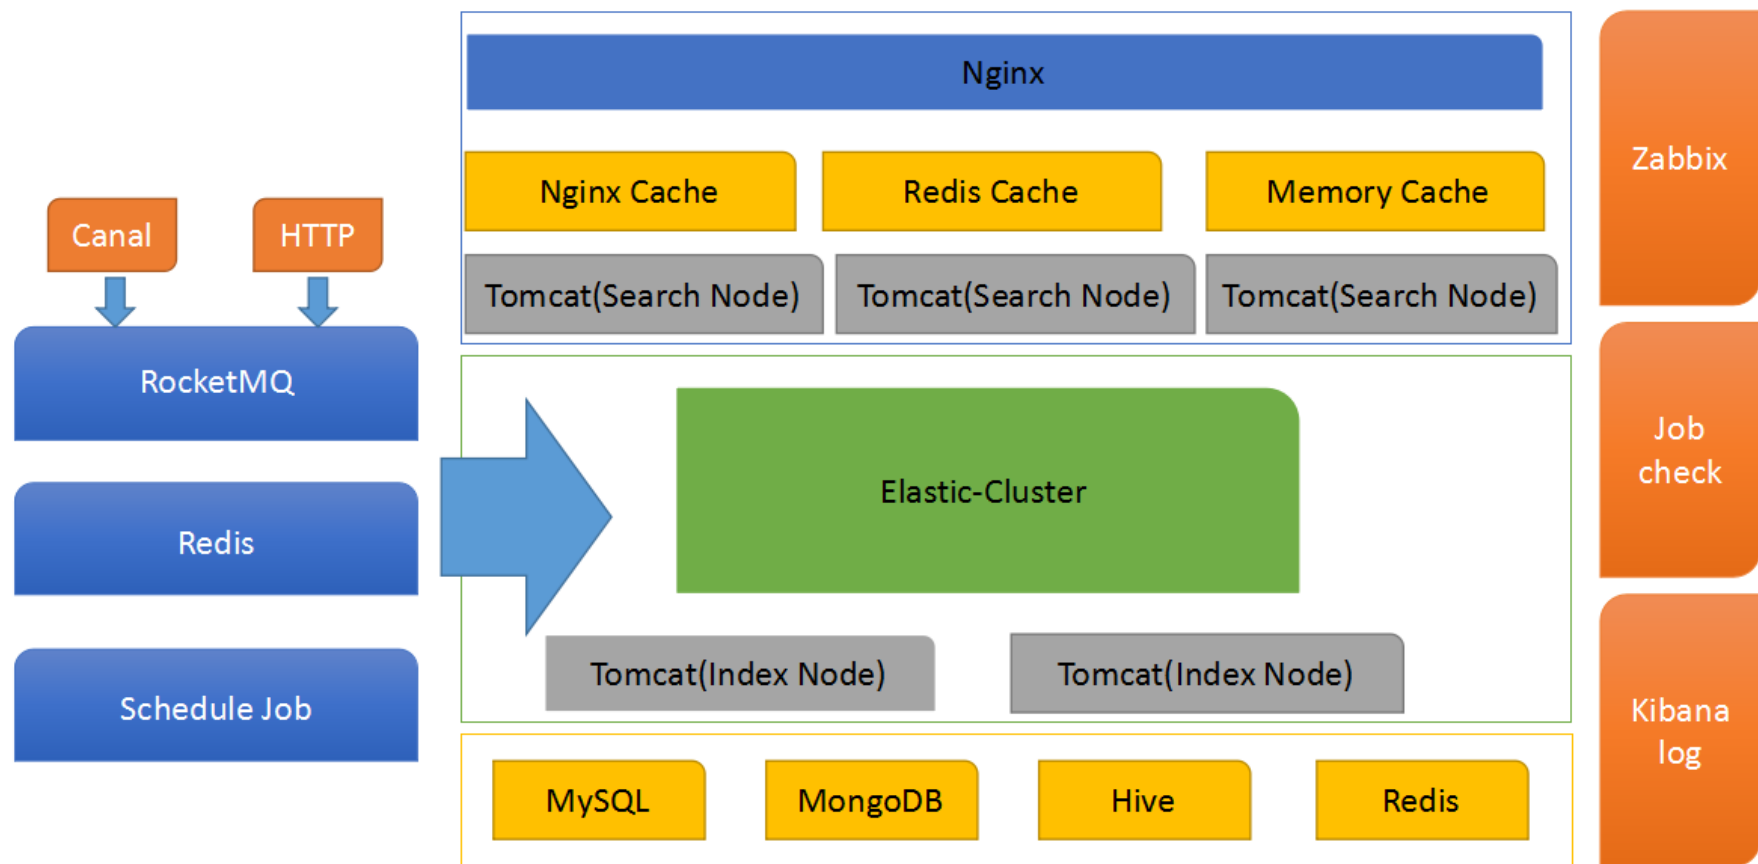 Canal
HTTP
RocketMQ
Redis
Schedule Job
Nginx
Nginx Cache
Redis Cache
Memory Cache
Tomcat(Search Node)
Tomcat(Search Node)
Tomcat(Search Node)
Elastic-Cluster
Tomcat(Index Node)
Tomcat(Index Node)
MySQL
MongoDB
Hive
Redis
Zabbix
Job
check
Kibana
log